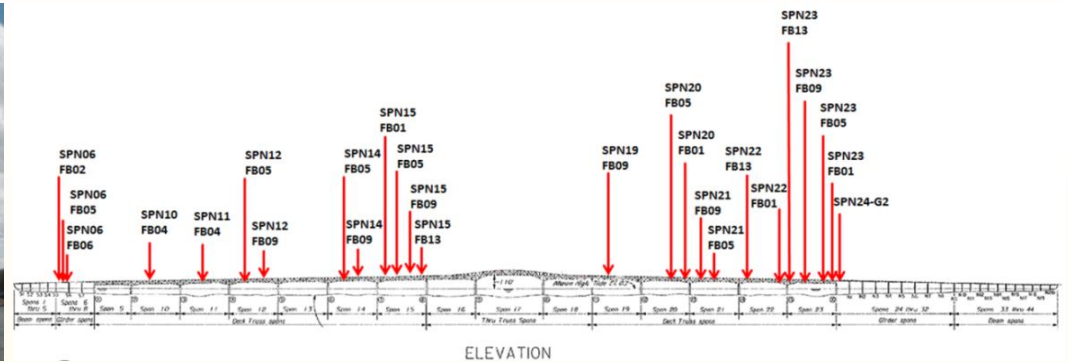 SPN06
FB02
SPN06
FB05
SPN06
FB06
SPN10
FB04
SPN11
FB04
SPN12
FB05
SPN12
FB09
SPN14
FB05
SPN14
FB09
SPN15
FB01
SPN15
FB05
SPN15
FB09
SPN15
FB13
SPN19
FB09
SPN20
FB05
SPN20
FB01
SPN21
FB09
SPN21
FB05
SPN22
FB13
SPN22
FB01
SPN23
FB13
SPN23
FB09
SPN23
FB05
SPN23
FB01
SPN24-G2
Mean High Tide
Spans 1
thru 5
Spans 6
thru 8
Span 9
Span 10
Span 11
Span 12
Span 13
Span 14
Span 15
Span 16
Span 17
Span 18
Span 19
Span 20
Span 21
Span 22
Span 23
Spans 24 thru 32
Spans 33 thru 44
Beam spans
Girder spans
Deck Truss spans
Thru Truss Spans
Deck Truss spans
Girder spans
Beam spans
ELEVATION